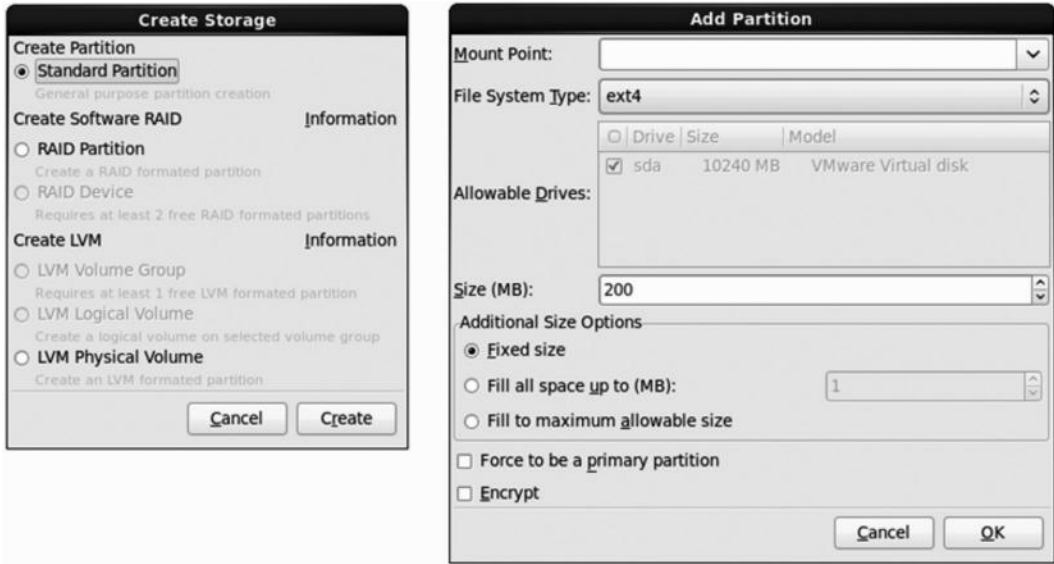 Create Storage
Create Partition
Standard Partition
General purpose partition creation
Create Software RAID Information
RAID Partition
Create a RAID formated partition
RAID Device
Requires at least 2 free RAID formated partitions
Create LVM Information
LVM Volume Group
Requires at least 1 free LVM formated partition
LVM Logical Volume
Create a logical volume on selected volume group
LVM Physical Volume
Create an LVM formated partition
Cancel Create
Add Partition
Mount Point:
File System Type: ext4
Drive Size Model
sda 10240 MB VMware Virtual disk
Allowable Drives:
Size (MB): 200
Additional Size Options
Fixed size
Fill all space up to (MB): 1
Fill to maximum allowable size
Force to be a primary partition
Encrypt
Cancel OK